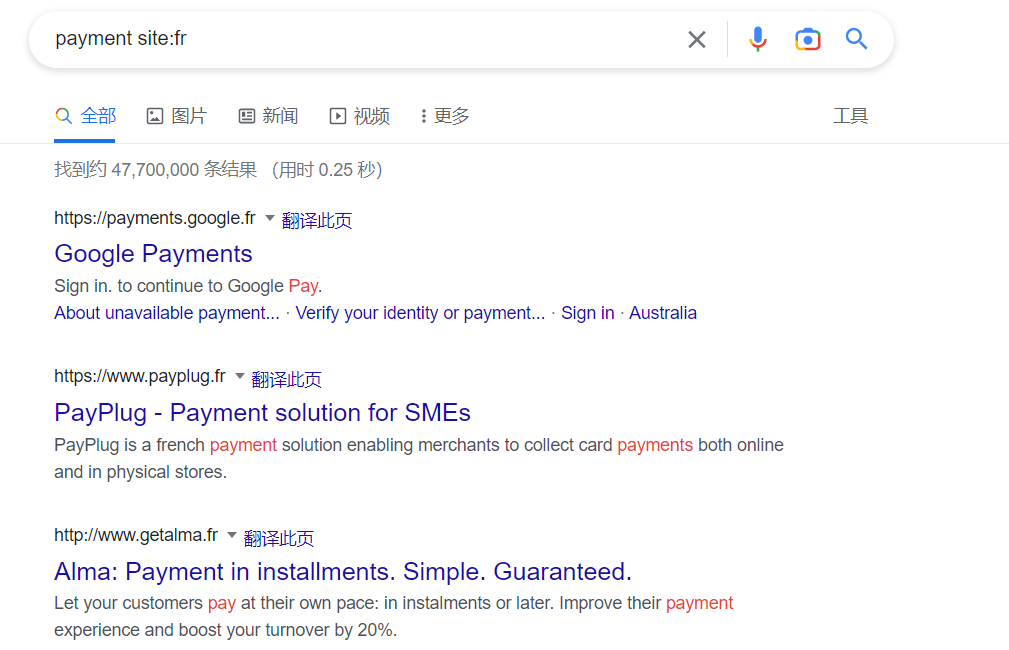 payment site:fr
全部 图片 新闻 视频 更多 工具
找到约 47,700,000 条结果 （用时 0.25 秒）
https://payments.google.fr 翻译此页
Google Payments
Sign in. to continue to Google Pay.
About unavailable payment... · Verify your identity or payment... · Sign in · Australia
https://www.payplug.fr 翻译此页
PayPlug - Payment solution for SMEs
PayPlug is a french payment solution enabling merchants to collect card payments both online
and in physical stores.
http://www.getalma.fr 翻译此页
Alma: Payment in installments. Simple. Guaranteed.
Let your customers pay at their own pace: in instalments or later. Improve their payment
experience and boost your turnover by 20%.